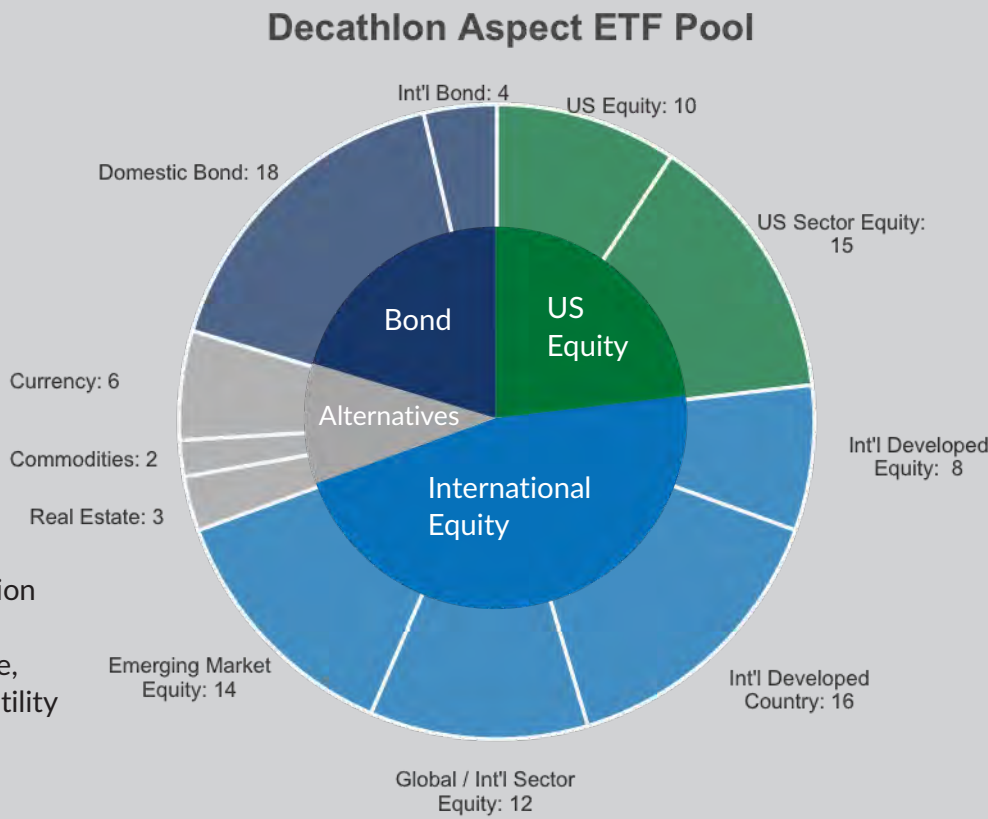 Decathlon Aspect ETF Pool
Int'l Bond: 4
US Equity: 10
Domestic Bond: 18
US Sector Equity:
15
Bond
US
Equity
Currency: 6
Alternatives
Commodities: 2
Int'l Developed
Equity: 8
International
Equity
Real Estate: 3
Emerging Market
Equity: 14
Int'l Developed
Country: 16
Global / Int'l Sector
Equity: 12
ion
e,
tility